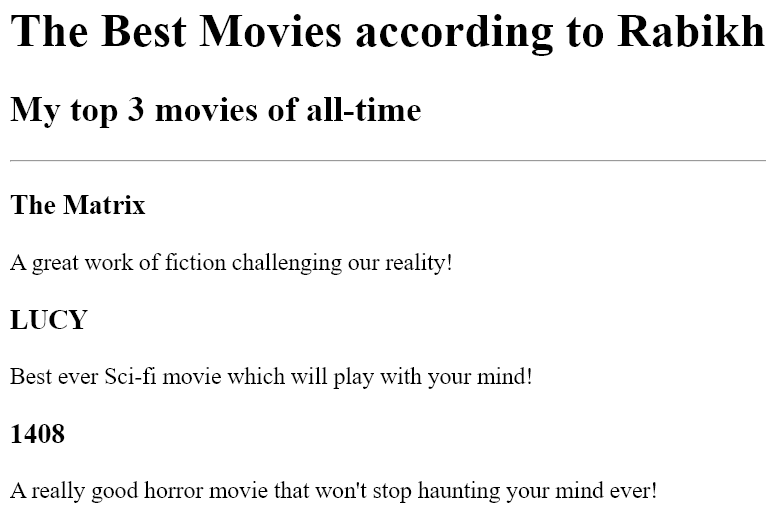 The Best Movies according to Rabikh
My top 3 movies of all-time
The Matrix
A great work of fiction challenging our reality!
LUCY
Best ever Sci-fi movie which will play with your mind!
1408
A really good horror movie that won't stop haunting your mind ever!